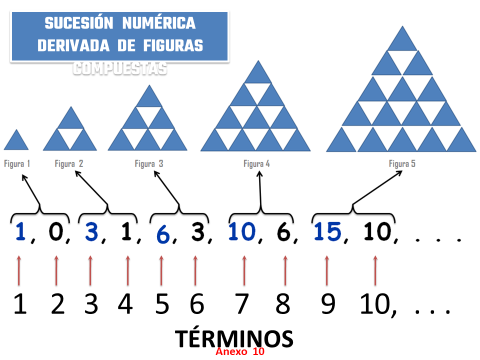 SUCESIÓN NUMÉRICA
DERIVADA DE FIGURAS
COMPUESTAS
Figura 1
Figura 2
Figura 3
Figura 4
Figura 5
1, 0, 3, 1, 6, 3, 10, 6, 15, 10, . . .
1 2 3 4 5 6 7 8 9 10, . . .
TÉRMINOS
Anexo 10